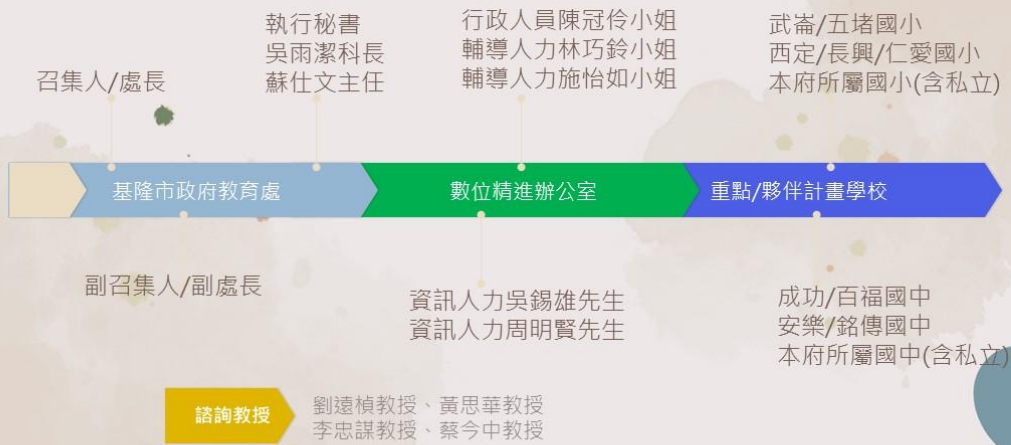 召集人/處長
執行秘書
吳雨潔科長
蘇仕文主任
行政人員陳冠伶小姐
輔導人力林巧鈴小姐
輔導人力施怡如小姐
武崙/五堵國小
西定/長興/仁愛國小
本府所屬國小(含私立)
基隆市政府教育處
數位精進辦公室
重點/夥伴計畫學校
副召集人/副處長
資訊人力吳錫雄先生
資訊人力周明賢先生
成功/百福國中
安樂/銘傳國中
本府所屬國中(含私立)
諮詢教授
劉遠楨教授、黃思華教授
李忠謀教授、蔡今中教授